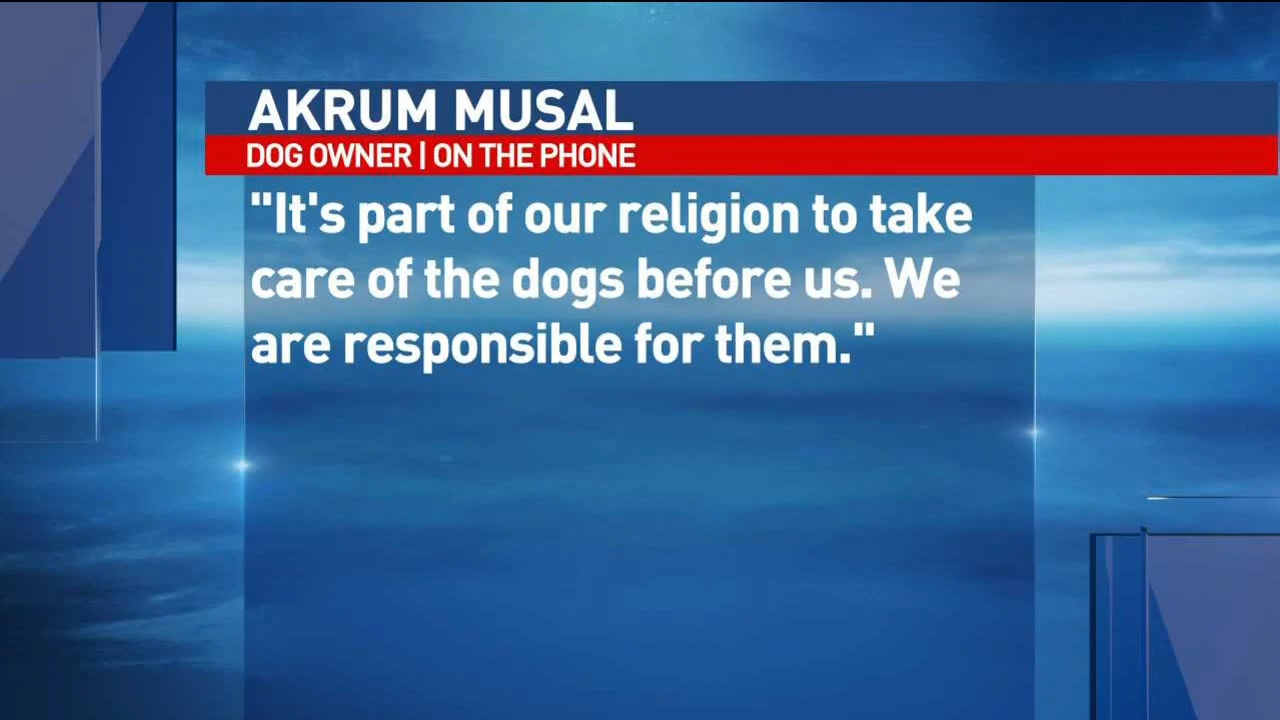 AKRUM MUSAL
DOG OWNER | ON THE PHONE
"It's part of our religion to take
care of the dogs before us. We
are responsible for them."